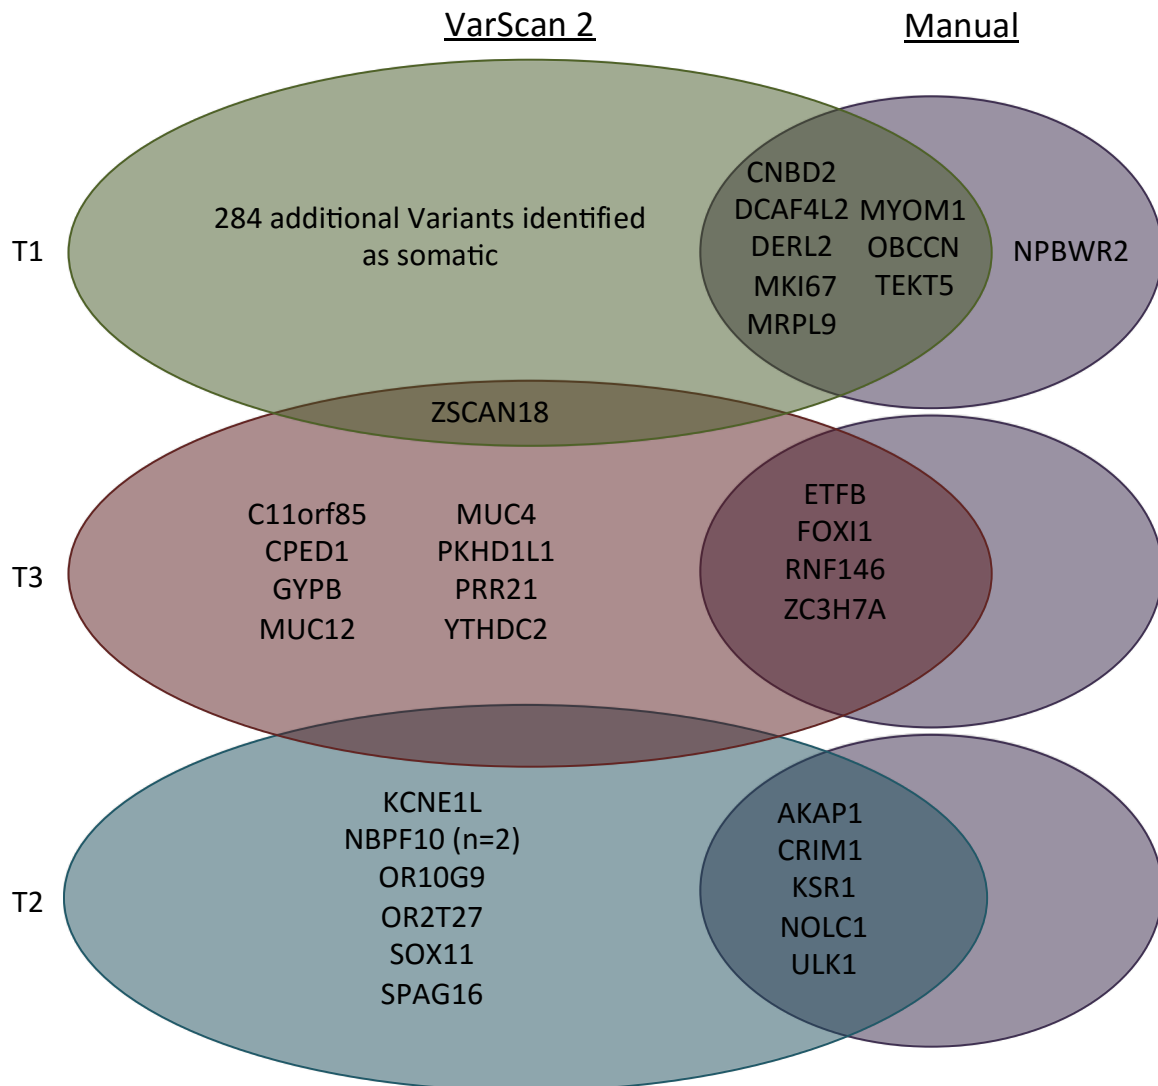 VarScan 2
Manual
T1
284 additional Variants identified
as somatic
CNBD2
DCAF4L2
DERL2
MKI67
MRPL9
MYOM1
OBCCN
TEKT5
NPBWR2
ZSCAN18
T3
C11orf85
CPED1
GYPB
MUC12
MUC4
PKHD1L1
PRR21
YTHDC2
ETFB
FOXI1
RNF146
ZC3H7A
T2
KCNE1L
NBPF10 (n=2)
OR10G9
OR2T27
SOX11
SPAG16
AKAP1
CRIM1
KSR1
NOLC1
ULK1